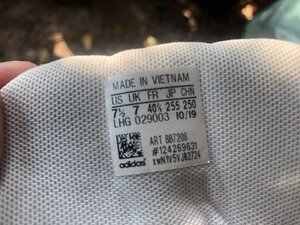 MADE IN VIETNAM
US UK FR JP CHN
7½ 7 40⅔ 255 250
LHG 029003 10/19
ART BB7208
#124269631
adidas